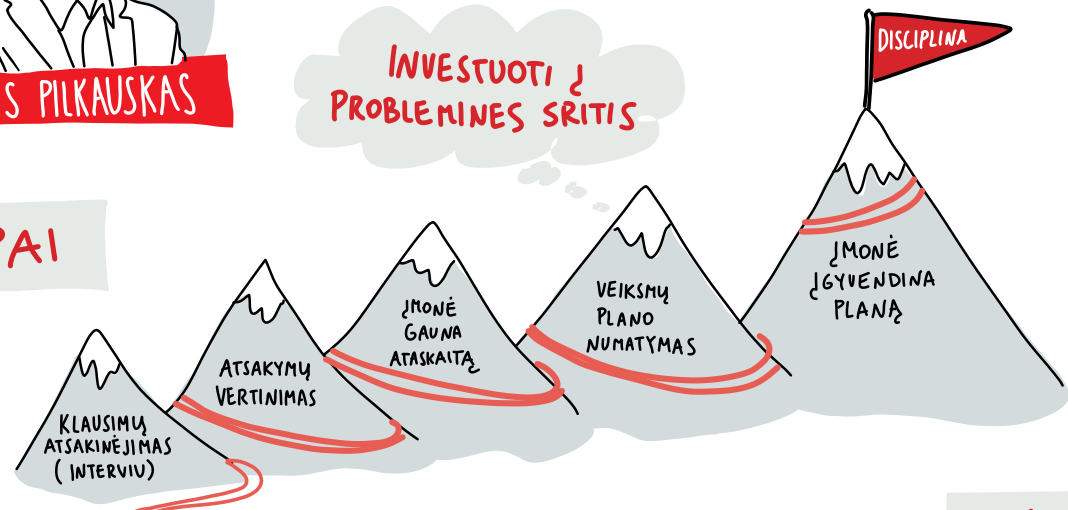 S PILKAUSKAS
INVESTUOTI Į
PROBLEMINES SRITIS
DISCIPLINA
PAI
KLAUSIMŲ
ATSAKINĖJIMAS
( INTERVIU)
ATSAKYMŲ
VERTINIMAS
ĮMONĖ
GAUNA
ATASKAITĄ
VEIKSMŲ
PLANO
NUMATYMAS
ĮMONĖ
ĮGYVENDINA
PLANĄ